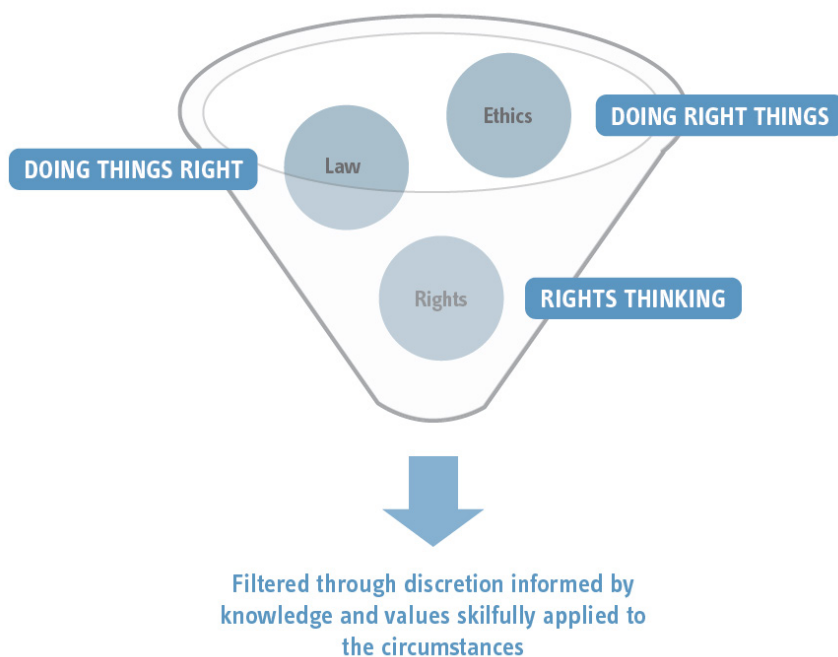 Ethics
DOING RIGHT THINGS
DOING THINGS RIGHT
Law
Rights
RIGHTS THINKING
Filtered through discretion informed by
knowledge and values skilfully applied to
the circumstances